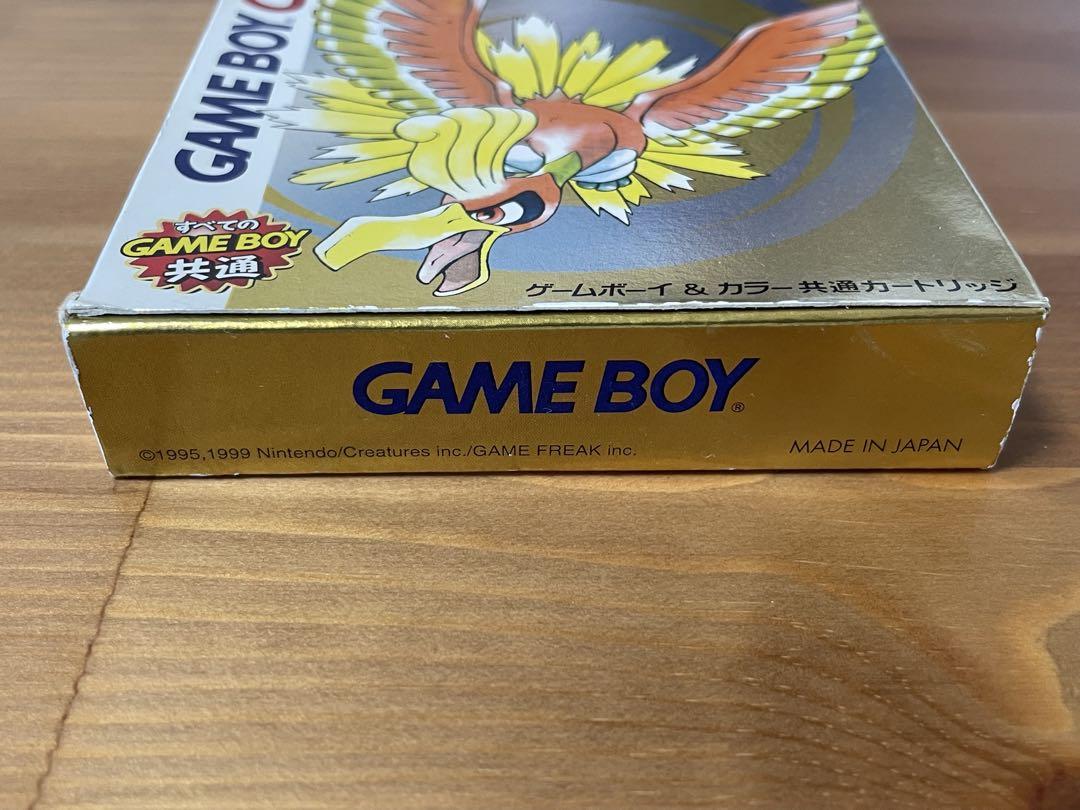 GAME BOY C
すべての
GAME BOY
共通
ゲームボーイ & カラー共通カートリッジ
GAME BOY®
©1995,1999 Nintendo/Creatures inc./GAME FREAK inc.
MADE IN JAPAN